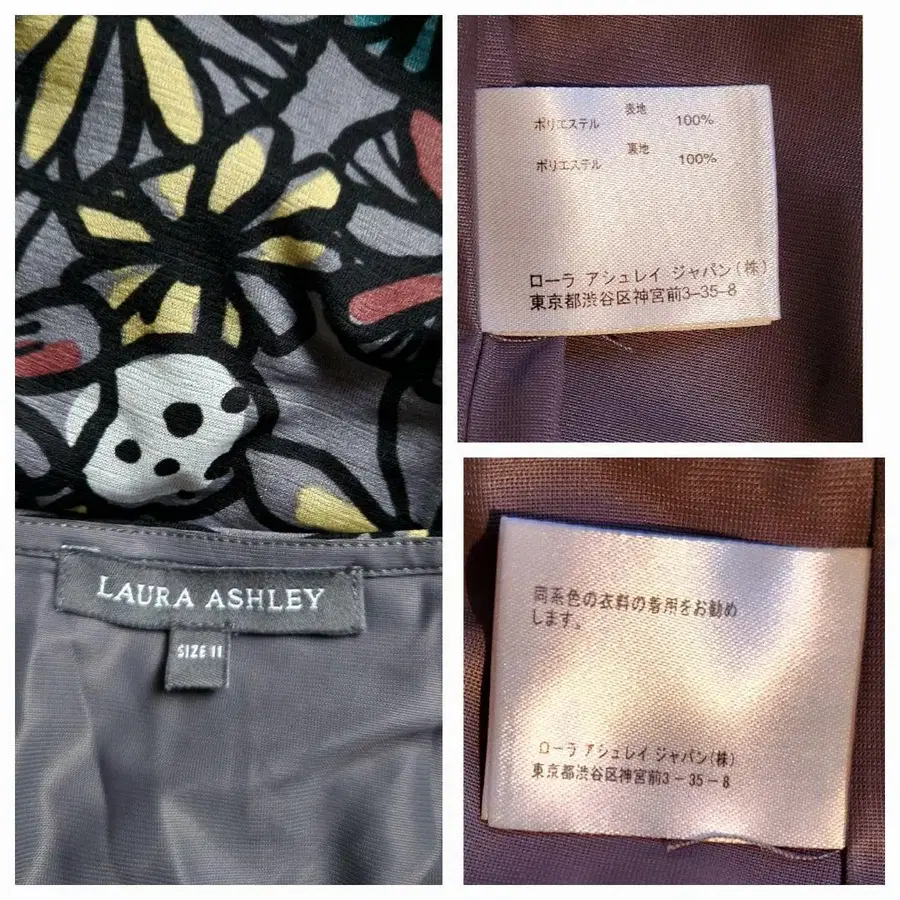 LAURA ASHLEY
SIZE 11
表地
ポリエステル 100%
裏地
ポリエステル 100%
ローラ アシュレイ ジャパン(株)
東京都渋谷区神宮前3-35-8
同系色の衣料の着用をお勧め
します。
ローラ アシュレイ ジャパン(株)
東京都渋谷区神宮前3-35-8